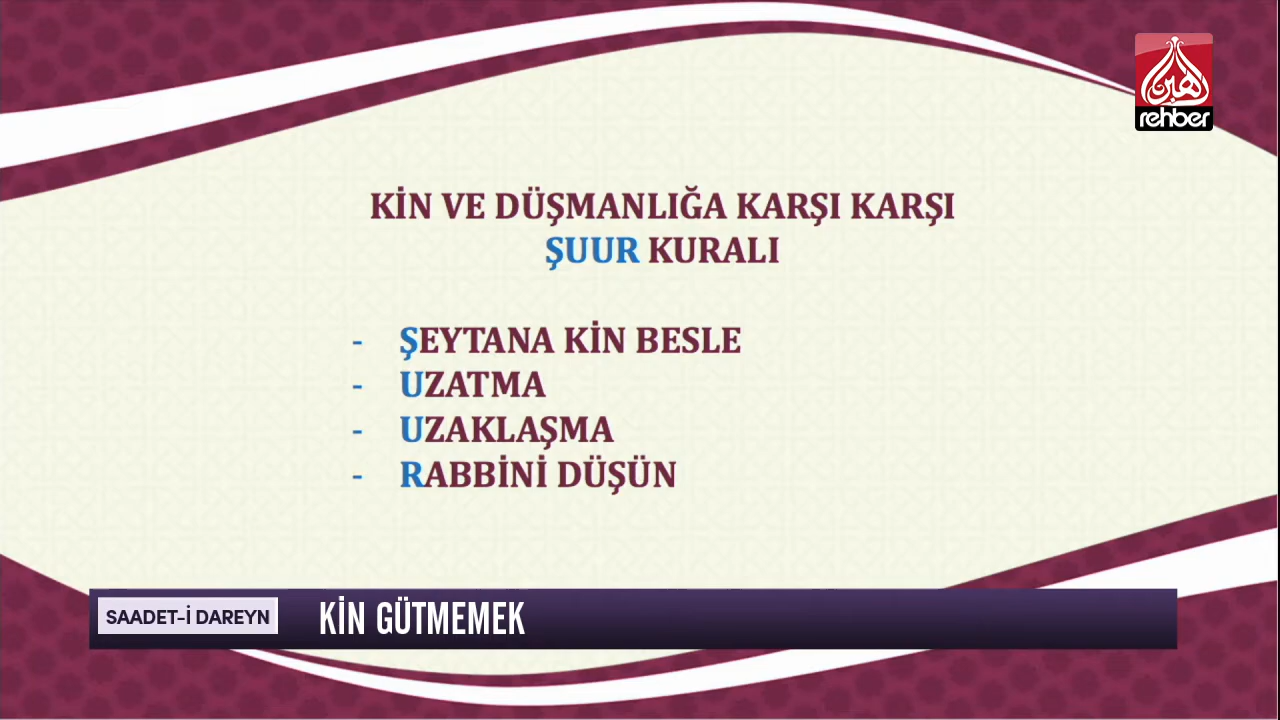 رهبر
rehber
KİN VE DÜŞMANLIĞA KARŞI KARŞI
ŞUUR KURALI
- ŞEYTANA KİN BESLE
- UZATMA
- UZAKLAŞMA
- RABBİNİ DÜŞÜN
SAADET-İ DAREYN
KİN GÜTMEMEK